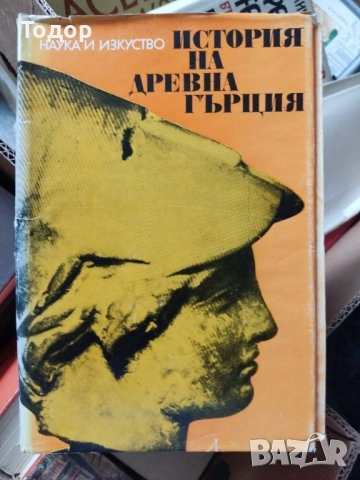 Тодор
НАУКА И ИЗКУСТВО
ИСТОРИЯ
НА
ДРЕВНА
ГЪРЦИЯ
BAZAR